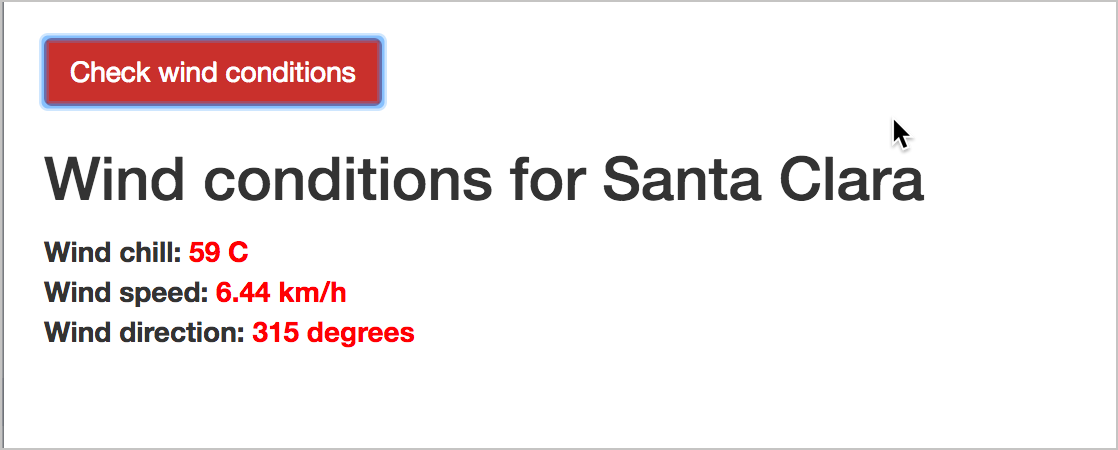 Check wind conditions
Wind conditions for Santa Clara
Wind chill: 59 C
Wind speed: 6.44 km/h
Wind direction: 315 degrees